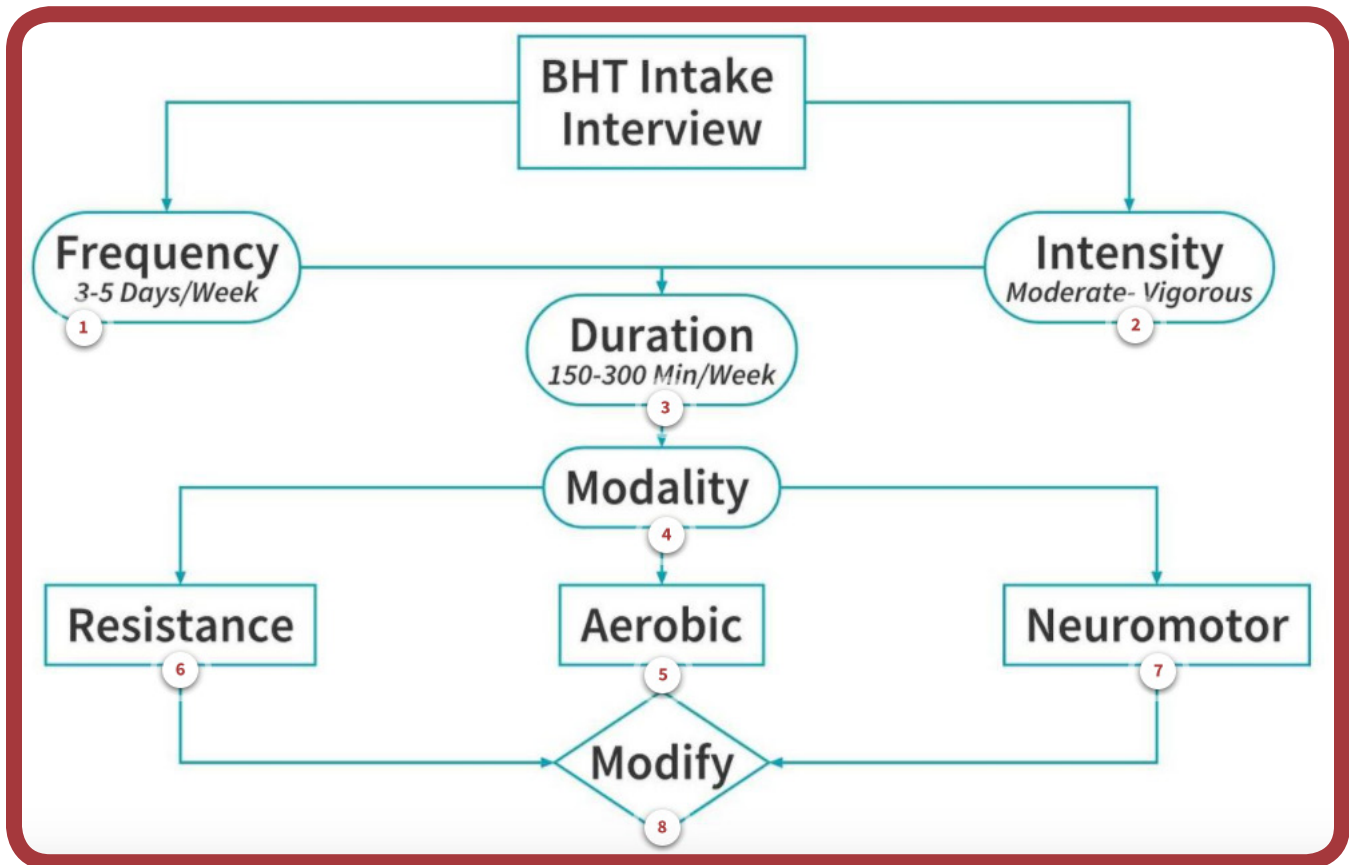 BHT Intake
Interview
Frequency
3-5 Days/Week
1
Intensity
Moderate- Vigorous
2
Duration
150-300 Min/Week
3
Modality
4
Resistance
6
Aerobic
5
Neuromotor
7
Modify
8